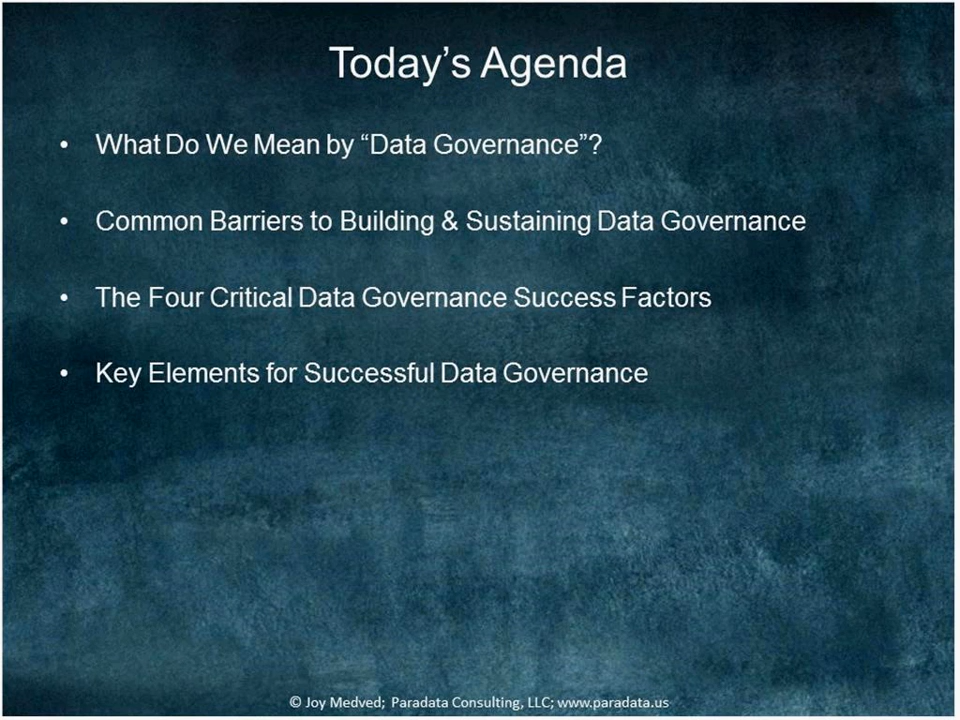 Today’s Agenda
• What Do We Mean by “Data Governance”?
• Common Barriers to Building & Sustaining Data Governance
• The Four Critical Data Governance Success Factors
• Key Elements for Successful Data Governance
© Joy Medved; Paradata Consulting, LLC; www.paradata.us